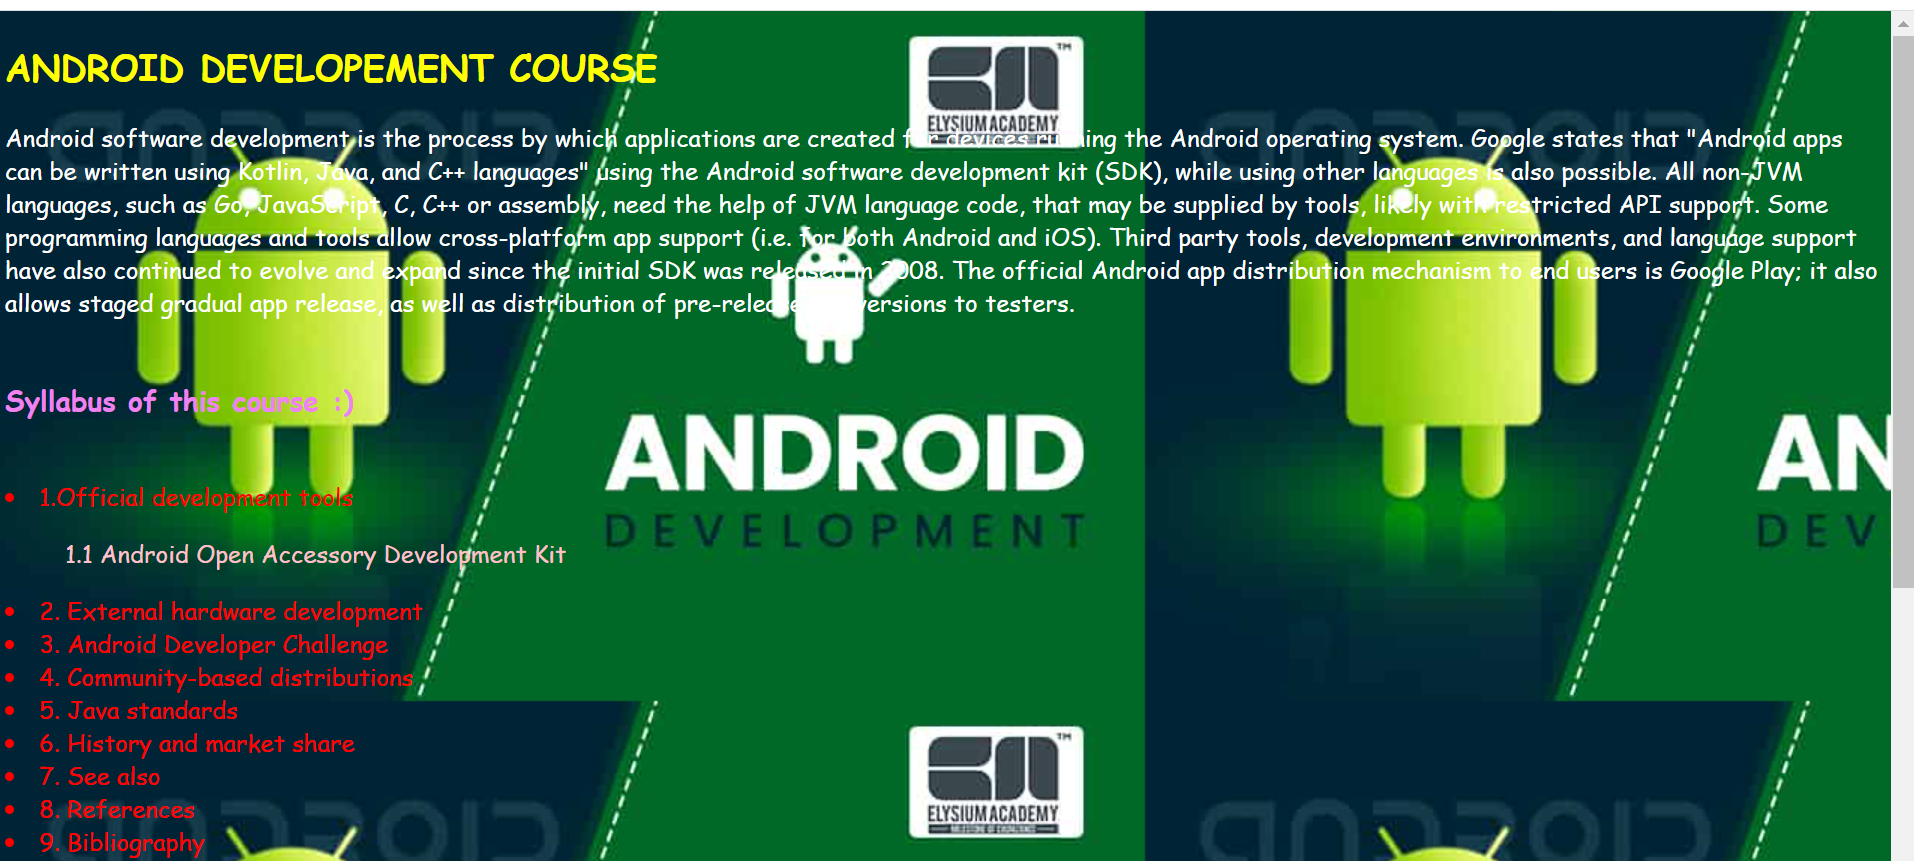 ANDROID DEVELOPEMENT COURSE
ELYSIUM ACADEMY
TM
Android software development is the process by which applications are created for devices running the Android operating system. Google states that "Android apps
can be written using Kotlin, Java, and C++ languages" using the Android software development kit (SDK), while using other languages is also possible. All non-JVM
languages, such as Go, JavaScript, C, C++ or assembly, need the help of JVM language code, that may be supplied by tools, likely with restricted API support. Some
programming languages and tools allow cross-platform app support (i.e. for both Android and iOS). Third party tools, development environments, and language support
have also continued to evolve and expand since the initial SDK was released in 2008. The official Android app distribution mechanism to end users is Google Play; it also
allows staged gradual app release, as well as distribution of pre-release versions to testers.
Syllabus of this course :)
ANDROID
DEVELOPMENT
AN
DEV
• 1.Official development tools
1.1 Android Open Accessory Development Kit
• 2. External hardware development
• 3. Android Developer Challenge
• 4. Community-based distributions
• 5. Java standards
• 6. History and market share
• 7. See also
• 8. References
• 9. Bibliography
ELYSIUM ACADEMY
TM
ANDROID
ANDROID